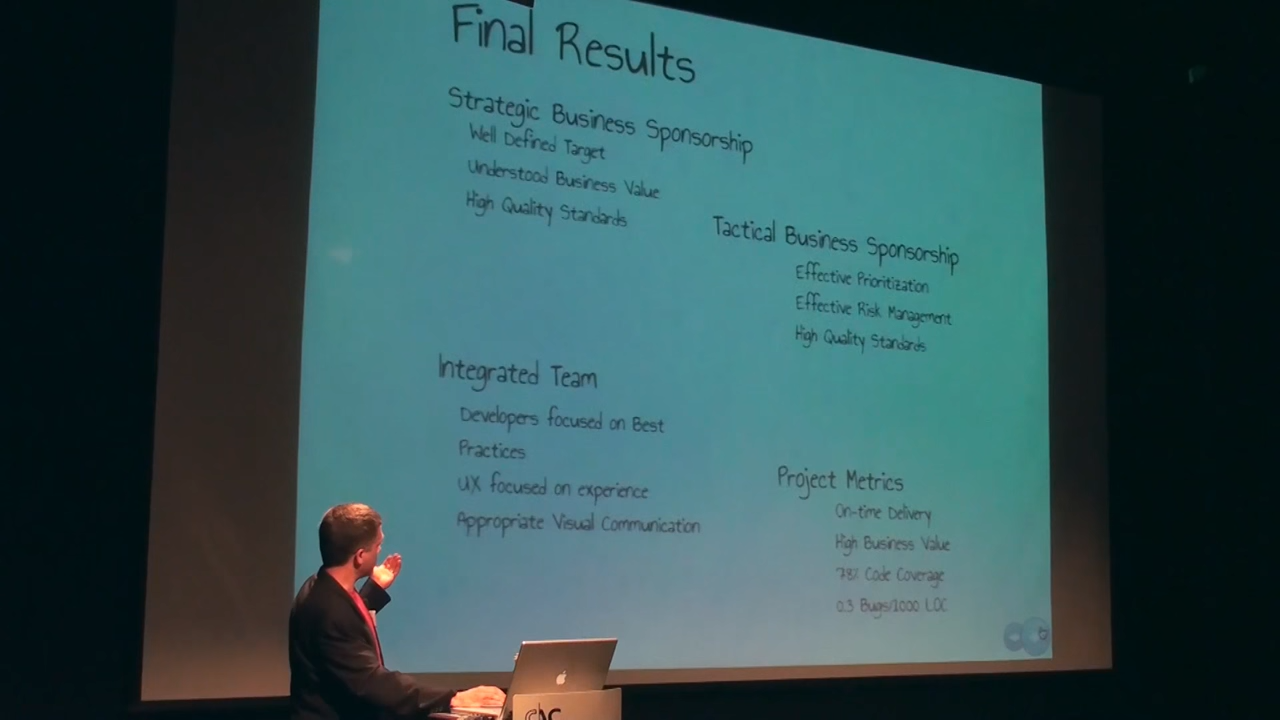 Final Results
Strategic Business Sponsorship
Well Defined Target
Understood Business Value
High Quality Standards
Tactical Business Sponsorship
Effective Prioritization
Effective Risk Management
High Quality Standards
Integrated Team
Developers focused on Best
Practices
UX focused on experience
Appropriate Visual Communication
Project Metrics
On-time Delivery
High Business Value
78% Code Coverage
0.3 Bugs/1000 LOC